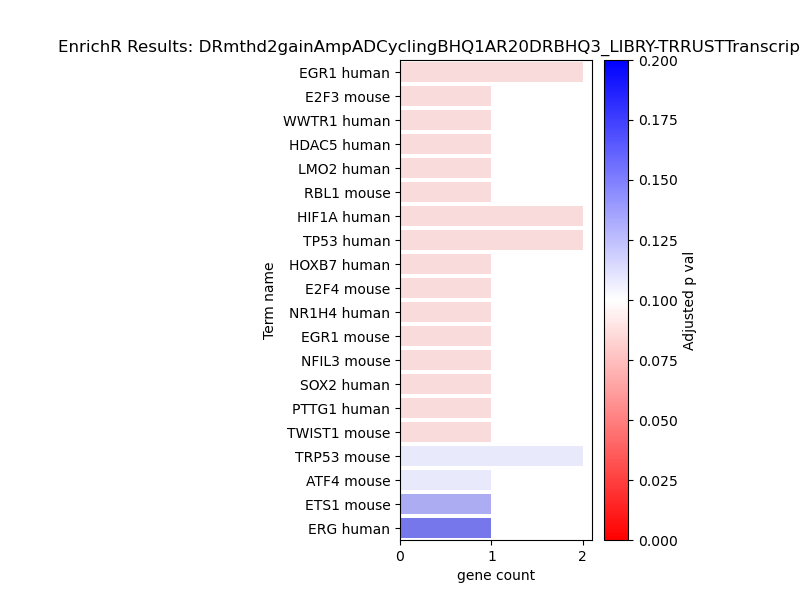 EnrichR Results: DRmthd2gainAmpADCyclingBHQ1AR20DRBHQ3_LIBRY-TRRUSTTranscrip
EGR1 human
E2F3 mouse
WWTR1 human
HDAC5 human
LMO2 human
RBL1 mouse
HIF1A human
TP53 human
HOXB7 human
E2F4 mouse
NR1H4 human
EGR1 mouse
NFIL3 mouse
SOX2 human
PTTG1 human
TWIST1 mouse
TRP53 mouse
ATF4 mouse
ETS1 mouse
ERG human
Term name
0 1 2
gene count
0.200
0.175
0.150
0.125
0.100
0.075
0.050
0.025
0.000
Adjusted p val